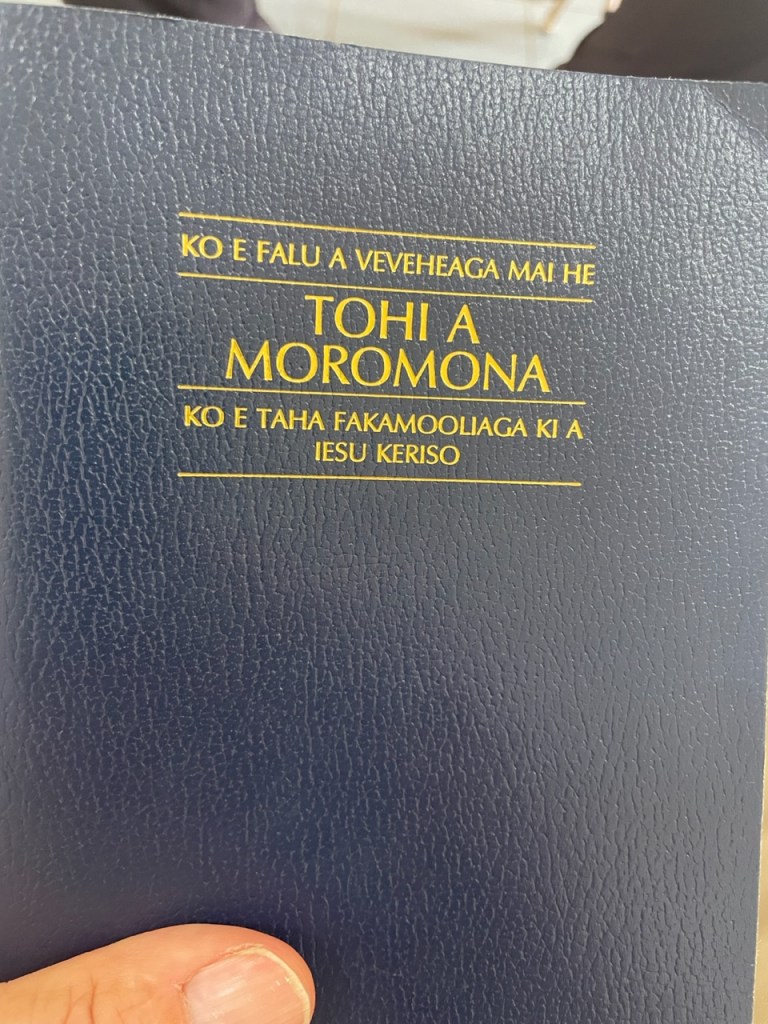 KO E FALU A VEVEHEAGA MAI HE
TOHI A
MOROMONA
KO E TAHA FAKAMOOLIAGA KI A
IESU KERISO